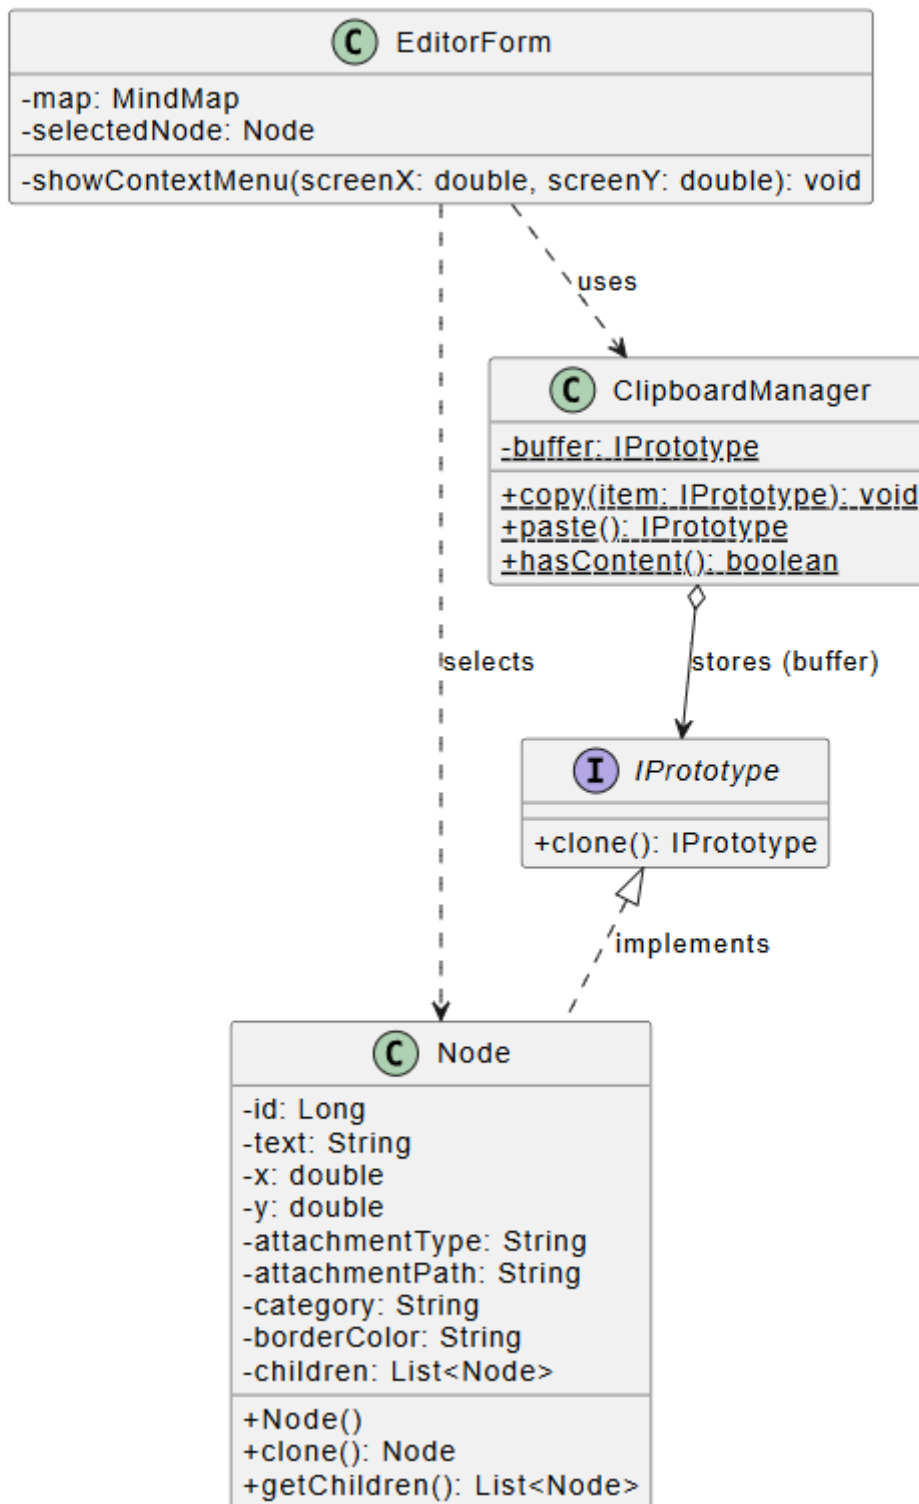 C EditorForm
-map: MindMap
-selectedNode: Node
-showContextMenu(screenX: double, screenY: double): void
uses
C ClipboardManager
-buffer: IPrototype
+copy(item: IPrototype): void
+paste(): IPrototype
+hasContent(): boolean
selects
stores (buffer)
I IPrototype
+clone(): IPrototype
implements
C Node
-id: Long
-text: String
-x: double
-y: double
-attachmentType: String
-attachmentPath: String
-category: String
-borderColor: String
-children: List<Node>
+Node()
+clone(): Node
+getChildren(): List<Node>